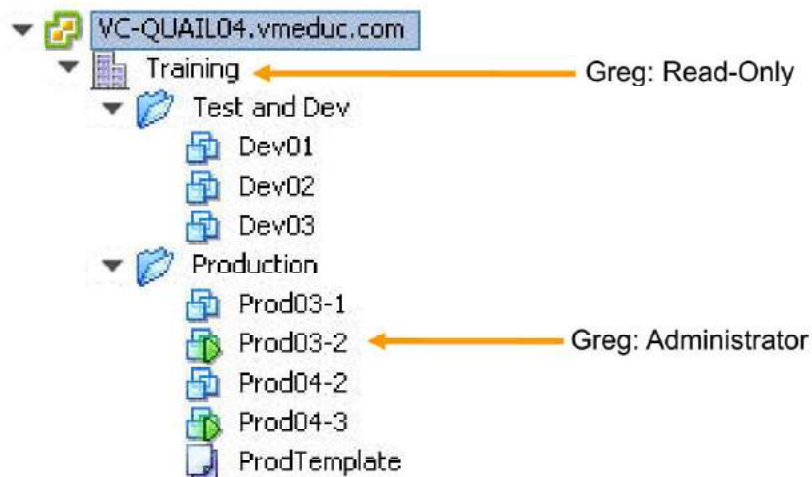 VC-QUAIL04.vmeduc.com
Training
Greg: Read-Only
Test and Dev
Dev01
Dev02
Dev03
Production
Prod03-1
Prod03-2
Greg: Administrator
Prod04-2
Prod04-3
ProdTemplate